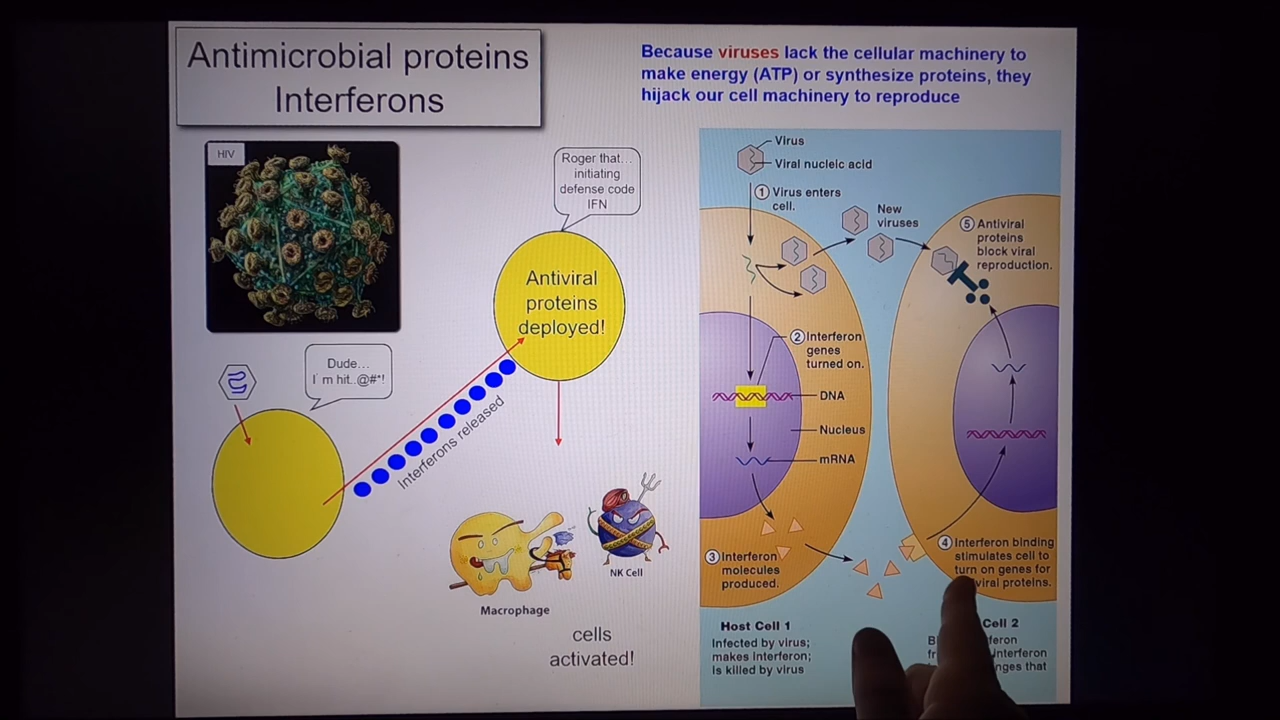 Antimicrobial proteins
Interferons
Because viruses lack the cellular machinery to
make energy (ATP) or synthesize proteins, they
hijack our cell machinery to reproduce
HIV
Roger that...
initiating
defense code
IFN
Antiviral
proteins
deployed!
Dude...
I´m hit..@#*!
Interferons released
Macrophage
NK Cell
cells
activated!
Virus
Viral nucleic acid
1 Virus enters
cell.
New
viruses
5 Antiviral
proteins
block viral
reproduction.
2 Interferon
genes
turned on.
DNA
Nucleus
mRNA
3 Interferon
molecules
produced.
4 Interferon binding
stimulates cell to
turn on genes for
proteins.
Host Cell 1
Infected by virus;
makes interferon;
is killed by virus
Cell 2
interferon
that